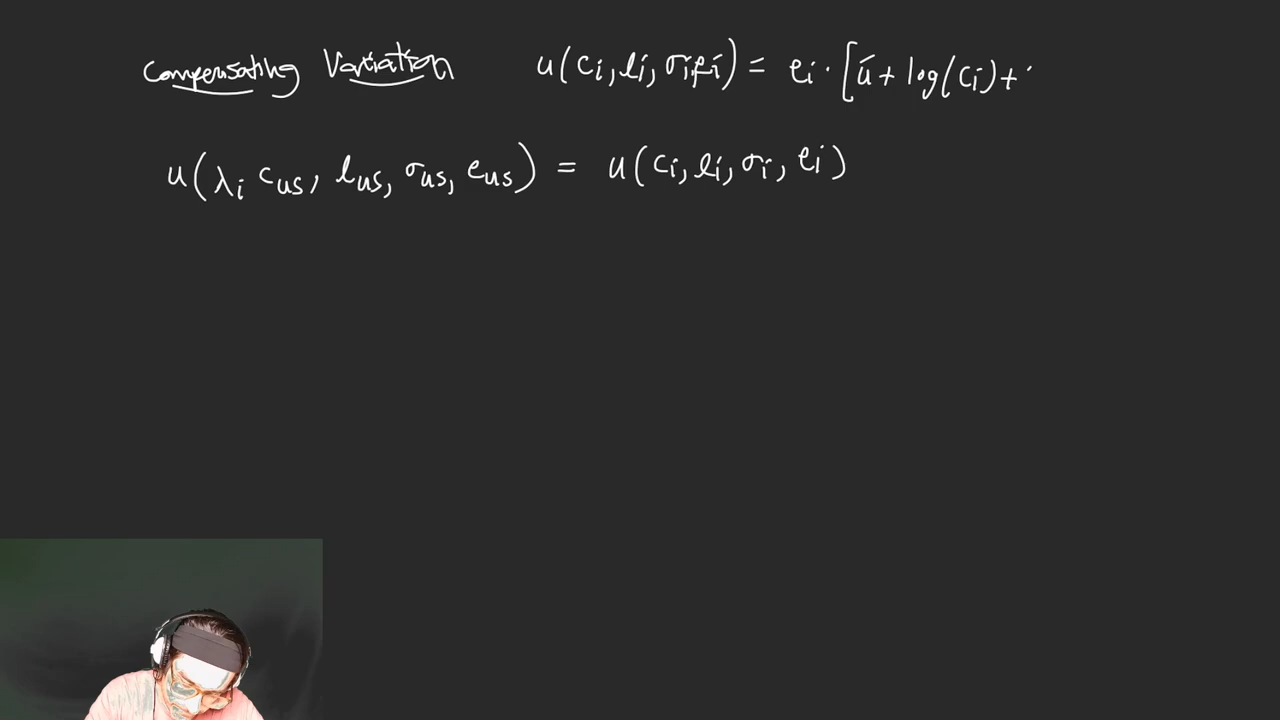 Compensating Variation u(ci, li, σi, ei) = ei · [ū + log(ci) + ·
u(λi cus, lus, σus, eus) = u(ci, li, σi, ei)